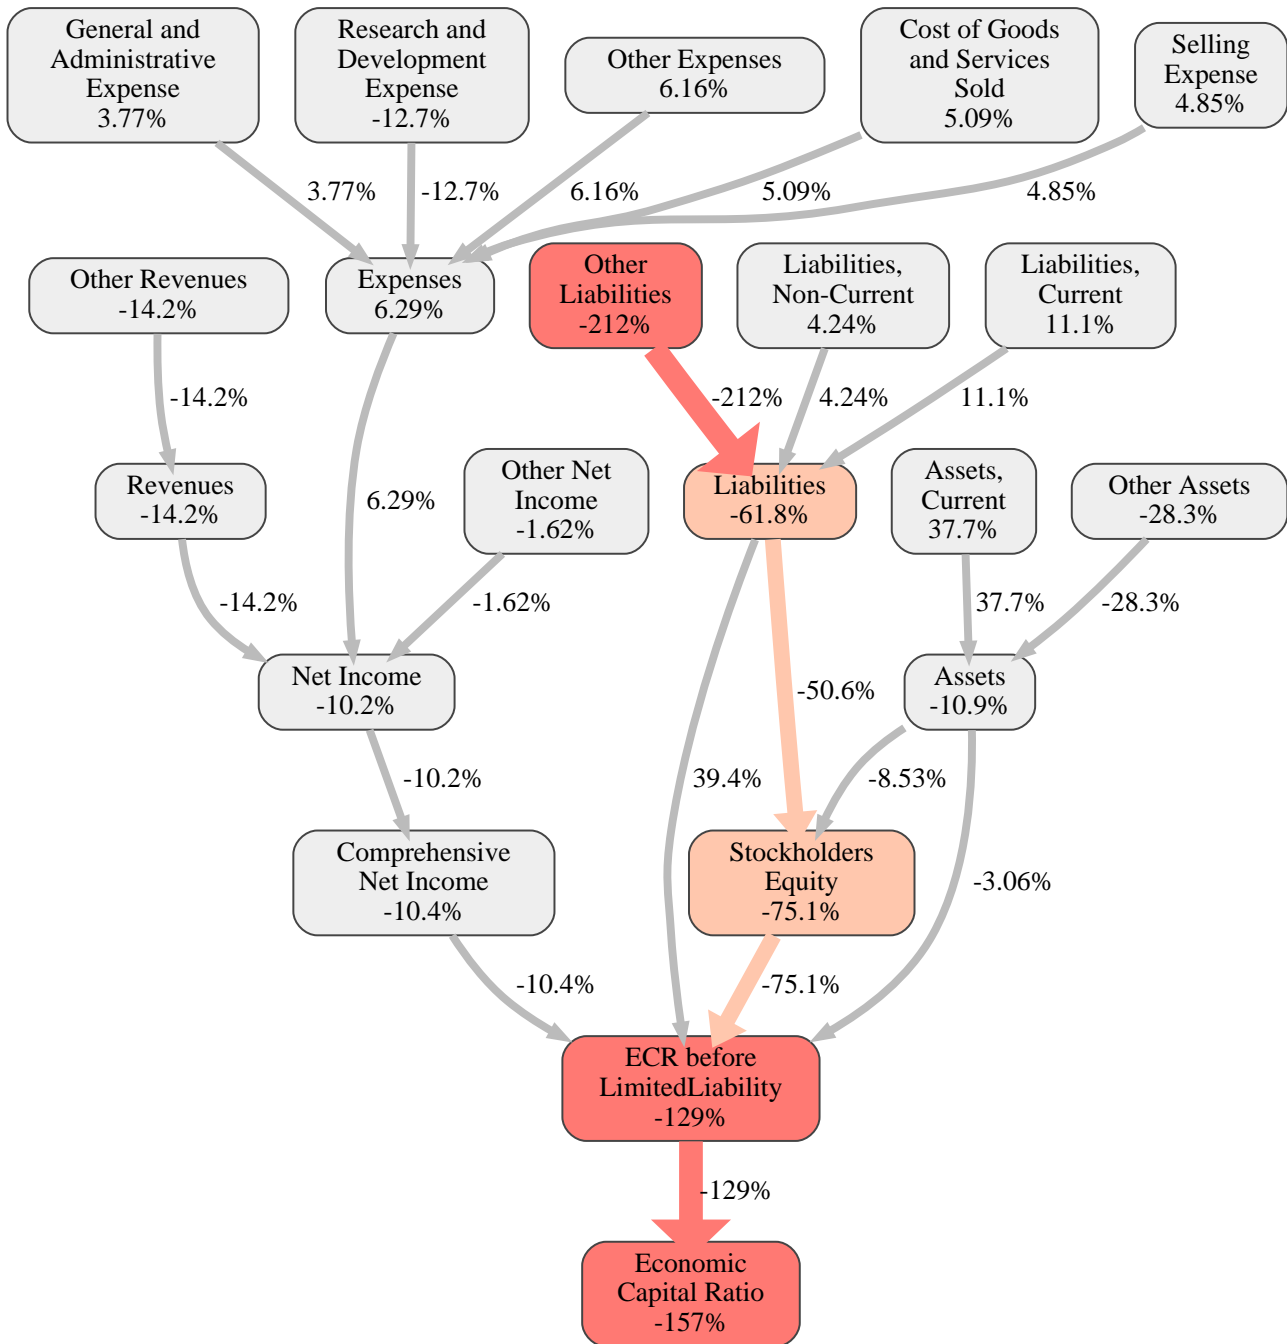 General and
Administrative
Expense
3.77%
Research and
Development
Expense
-12.7%
Other Expenses
6.16%
Cost of Goods
and Services
Sold
5.09%
Selling
Expense
4.85%
3.77%
-12.7%
6.16%
5.09%
4.85%
Other Revenues
-14.2%
Expenses
6.29%
Other
Liabilities
-212%
Liabilities,
Non-Current
4.24%
Liabilities,
Current
11.1%
-14.2%
-212%
4.24%
11.1%
Revenues
-14.2%
6.29%
Other Net
Income
-1.62%
Liabilities
-61.8%
Assets,
Current
37.7%
Other Assets
-28.3%
-14.2%
-1.62%
37.7%
-28.3%
Net Income
-10.2%
-50.6%
Assets
-10.9%
-10.2%
39.4%
-8.53%
Comprehensive
Net Income
-10.4%
Stockholders
Equity
-75.1%
-3.06%
-10.4%
-75.1%
ECR before
LimitedLiability
-129%
-129%
Economic
Capital Ratio
-157%